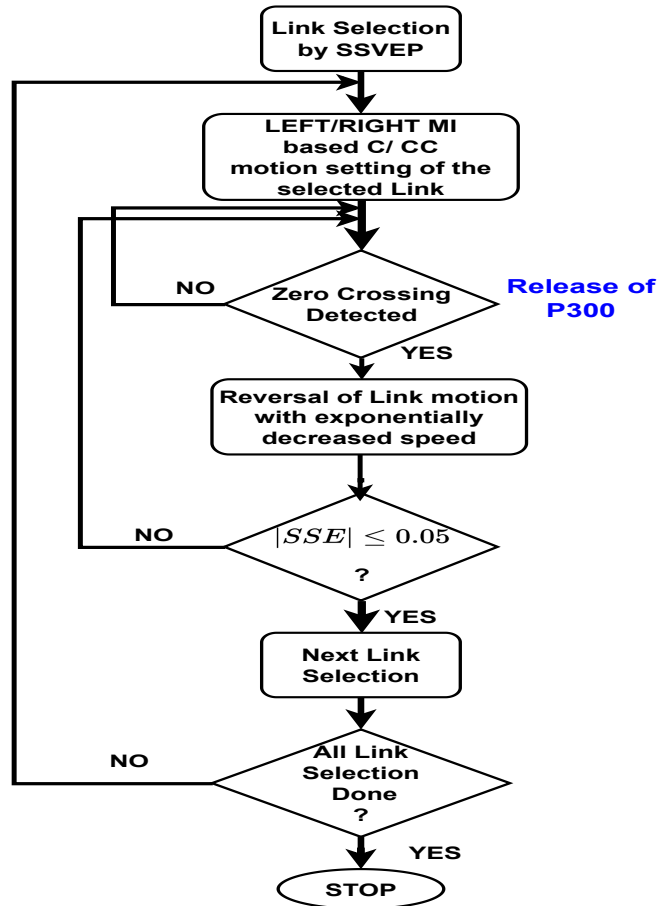 Link Selection
by SSVEP
LEFT/RIGHT MI
based C/ CC
motion setting of the
selected Link
NO
Zero Crossing
Detected
Release of
P300
YES
Reversal of Link motion
with exponentially
decreased speed
NO
|SSE| ≤ 0.05
?
YES
Next Link
Selection
NO
All Link
Selection
Done
?
YES
STOP